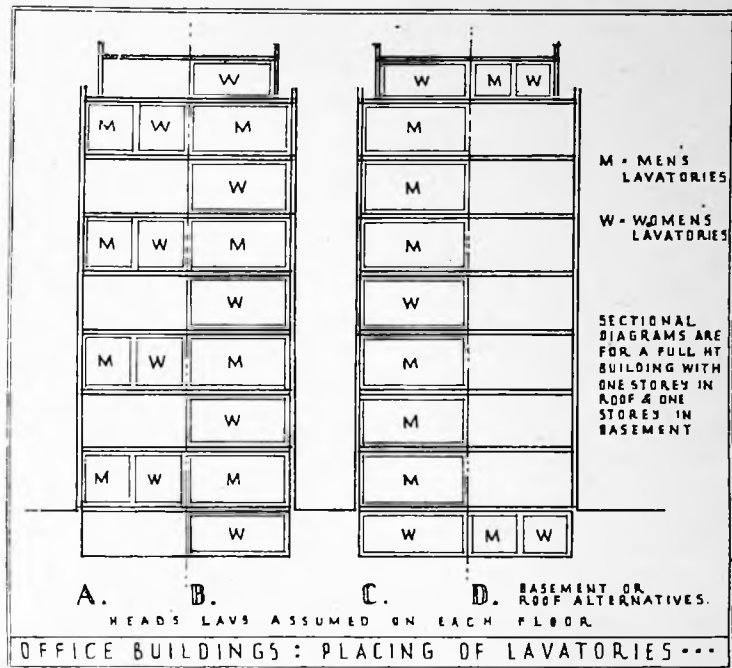 W W M W
M W M M
W M
M W M M
W W
M W M M
W M
M W M M
W W M W
M = MENS
LAVATORIES
W = WOMENS
LAVATORIES
SECTIONAL
DIAGRAMS ARE
FOR A FULL HT
BUILDING WITH
ONE STOREY IN
ROOF & ONE
STOREY IN
BASEMENT
A. B. C. D. BASEMENT OR
ROOF ALTERNATIVES.
HEADS LAVS ASSUMED ON EACH FLOOR
OFFICE BUILDINGS : PLACING OF LAVATORIES ---